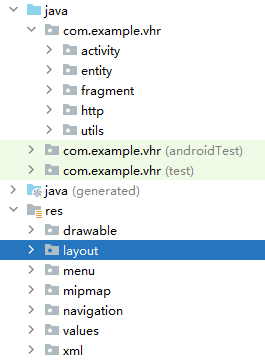 java
com.example.vhr
activity
entity
fragment
http
utils
com.example.vhr (androidTest)
com.example.vhr (test)
java (generated)
res
drawable
layout
menu
mipmap
navigation
values
xml